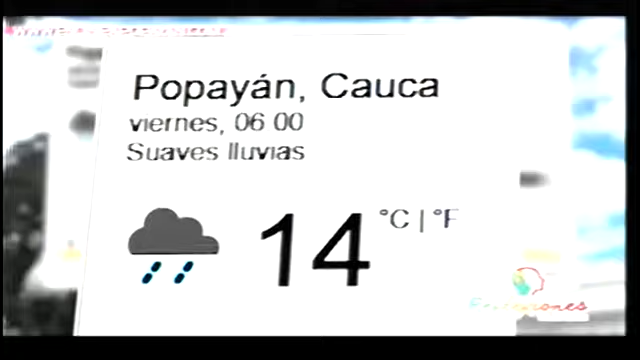 Popayán, Cauca
viernes, 06 00
Suaves lluvias
14 °C | °F